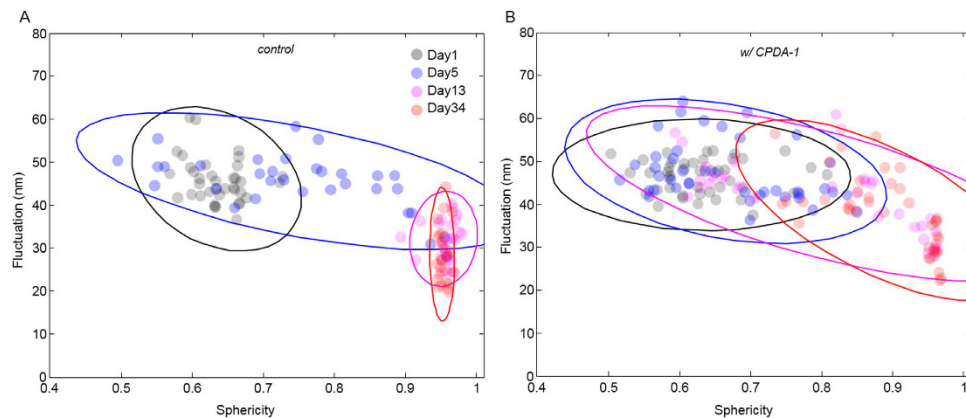 A
control
Day1
Day5
Day13
Day34
80
70
60
50
40
30
20
10
0
Fluctuation (nm)
0.4 0.5 0.6 0.7 0.8 0.9 1
Sphericity
B
w/ CPDA-1
80
70
60
50
40
30
20
10
0
Fluctuation (nm)
0.4 0.5 0.6 0.7 0.8 0.9 1
Sphericity